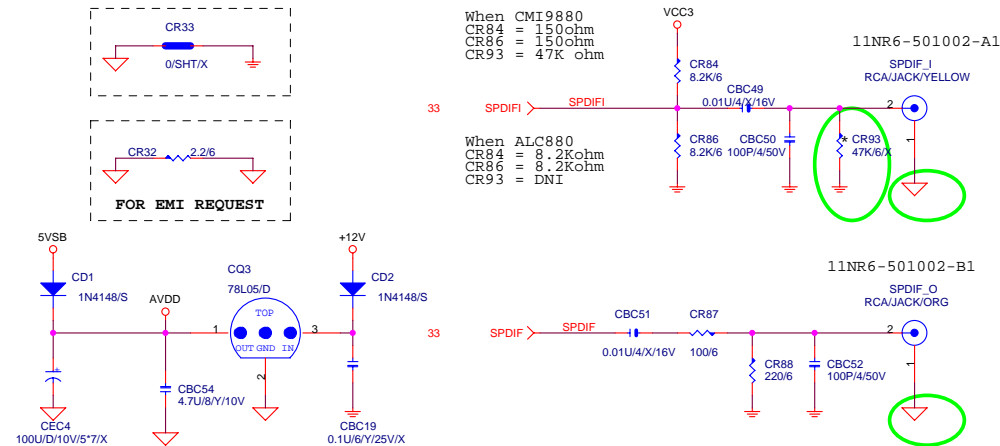 CR33
0/SHT/X
CR32
2.2/6
FOR EMI REQUEST
When CMI9880
CR84 = 150ohm
CR86 = 150ohm
CR93 = 47K ohm
VCC3
11NR6-501002-A1
SPDIF_I
RCA/JACK/YELLOW
CR84
8.2K/6
CBC49
0.01U/4/X/16V
33
SPDIFI
SPDIFI
2
1
When ALC880
CR84 = 8.2Kohm
CR86 = 8.2Kohm
CR93 = DNI
CR86
8.2K/6
CBC50
100P/4/50V
* CR93
47K/6/X
5VSB
+12V
CD1
1N4148/S
AVDD
CQ3
78L05/D
TOP
OUT GND IN
1
3
2
CD2
1N4148/S
CEC4
100U/D/10V/5*7/X
CBC54
4.7U/8/Y/10V
CBC19
0.1U/6/Y/25V/X
11NR6-501002-B1
SPDIF_O
RCA/JACK/ORG
33
SPDIF
SPDIF
CBC51
0.01U/4/X/16V
CR87
100/6
2
1
CR88
220/6
CBC52
100P/4/50V